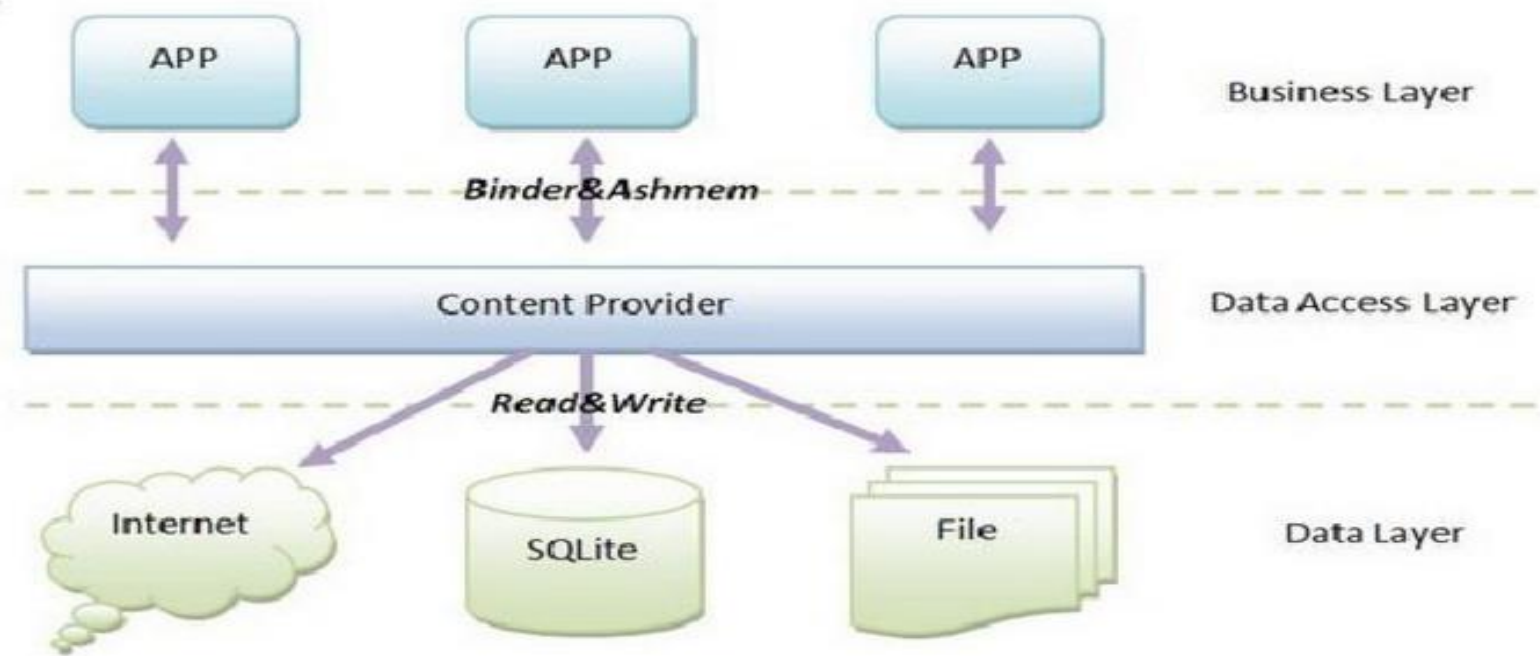 APP
APP
APP
Business Layer
Binder&Ashmem
Content Provider
Data Access Layer
Read&Write
Internet
SQLite
File
Data Layer